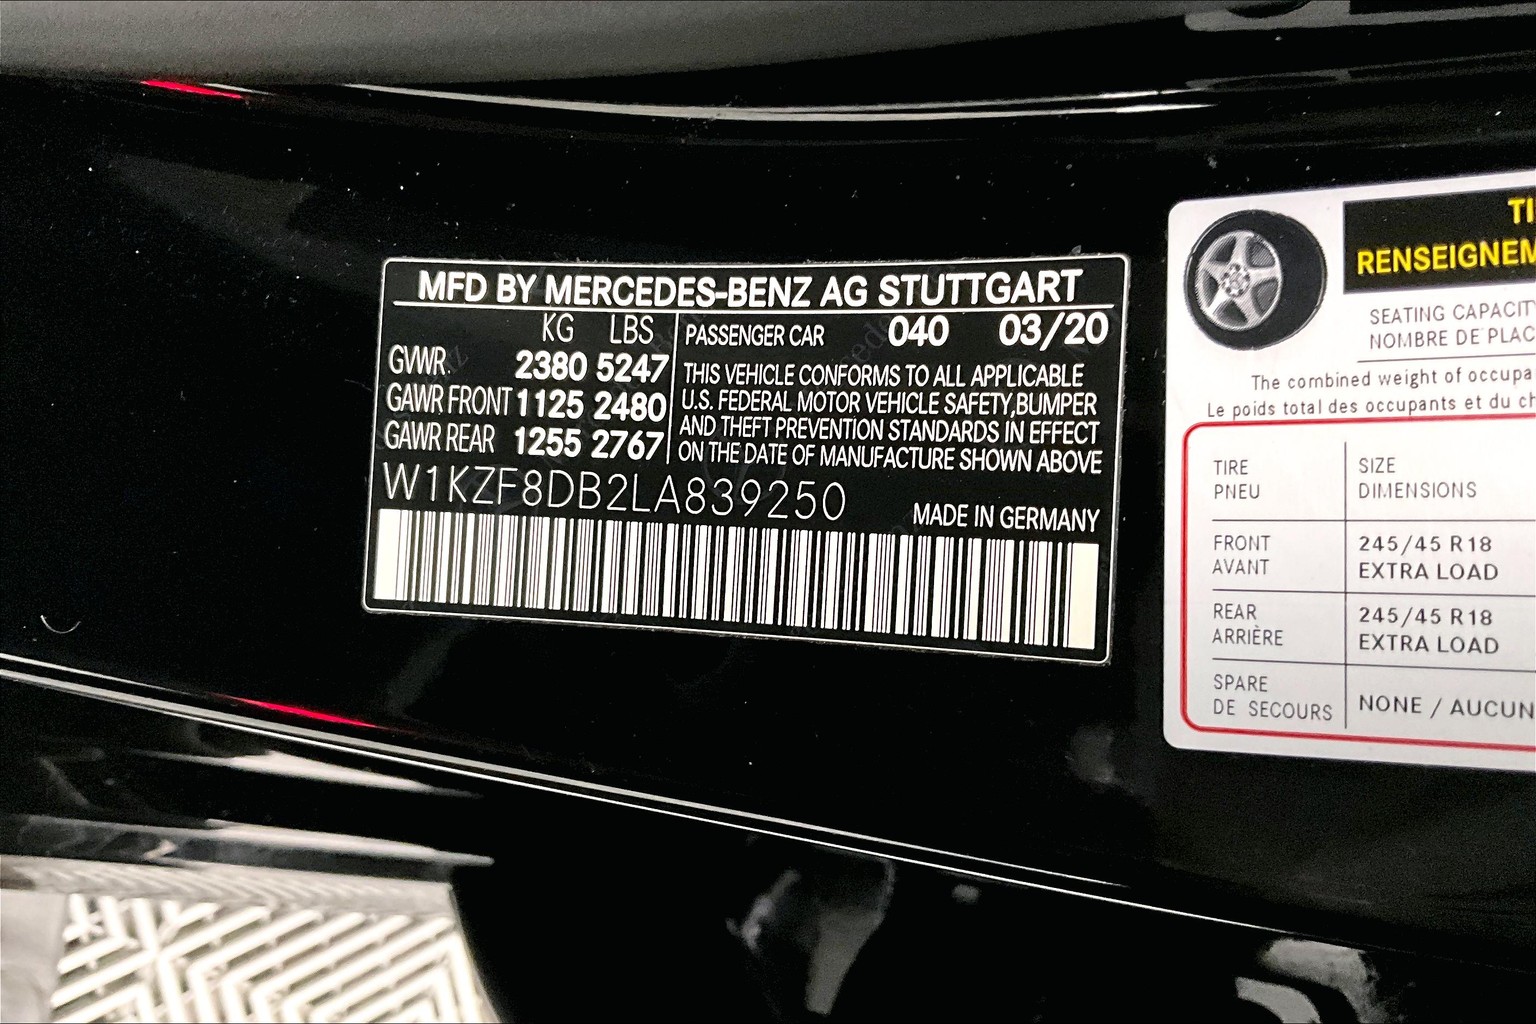 MFD BY MERCEDES-BENZ AG STUTTGART
KG LBS
GVWR. 2380 5247
GAWR FRONT 1125 2480
GAWR REAR 1255 2767
PASSENGER CAR 040 03/20
THIS VEHICLE CONFORMS TO ALL APPLICABLE
U.S. FEDERAL MOTOR VEHICLE SAFETY,BUMPER
AND THEFT PREVENTION STANDARDS IN EFFECT
ON THE DATE OF MANUFACTURE SHOWN ABOVE
W1KZF8DB2LA839250
MADE IN GERMANY
TI
RENSEIGNEM
SEATING CAPACIT
NOMBRE DE PLAC
The combined weight of occupa
Le poids total des occupants et du ch
TIRE SIZE
PNEU DIMENSIONS
FRONT 245/45 R18
AVANT EXTRA LOAD
REAR 245/45 R18
ARRIÈRE EXTRA LOAD
SPARE
DE SECOURS NONE / AUCUN